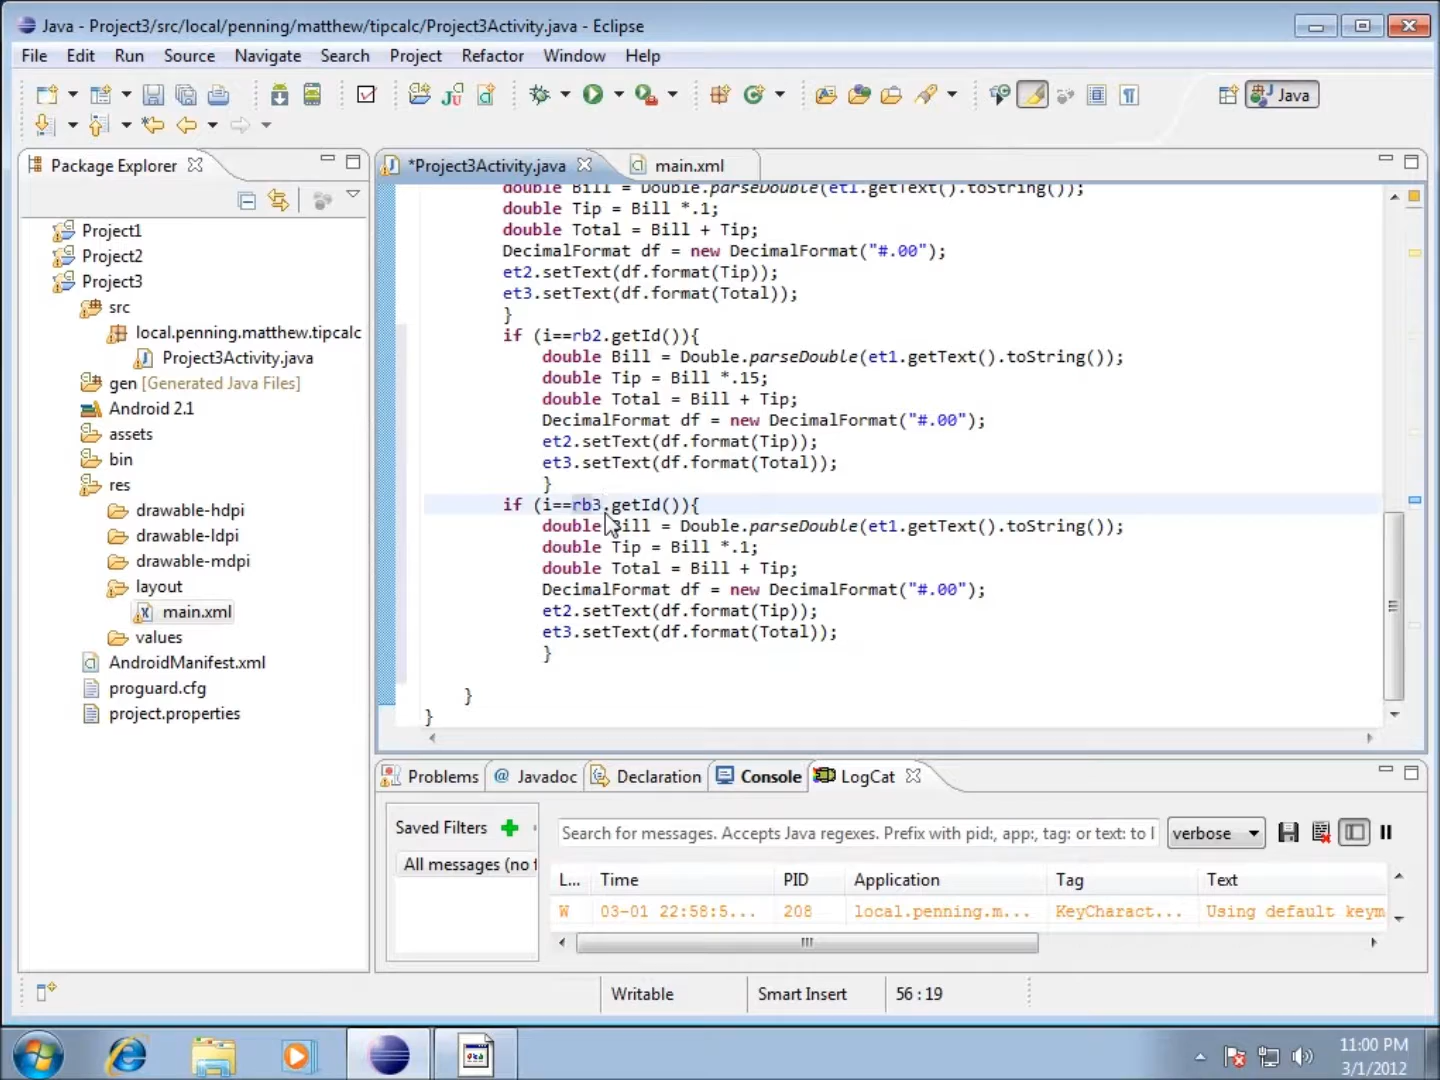 Java - Project3/src/local/penning/matthew/tipcalc/Project3Activity.java - Eclipse
File Edit Run Source Navigate Search Project Refactor Window Help
Java
Package Explorer
*Project3Activity.java main.xml
Project1
Project2
Project3
src
local.penning.matthew.tipcalc
Project3Activity.java
gen [Generated Java Files]
Android 2.1
assets
bin
res
drawable-hdpi
drawable-ldpi
drawable-mdpi
layout
main.xml
values
AndroidManifest.xml
proguard.cfg
project.properties
double Bill = Double.parseDouble(et1.getText().toString());
double Tip = Bill *.1;
double Total = Bill + Tip;
DecimalFormat df = new DecimalFormat("#.00");
et2.setText(df.format(Tip));
et3.setText(df.format(Total));
}
if (i==rb2.getId()){
double Bill = Double.parseDouble(et1.getText().toString());
double Tip = Bill *.15;
double Total = Bill + Tip;
DecimalFormat df = new DecimalFormat("#.00");
et2.setText(df.format(Tip));
et3.setText(df.format(Total));
}
if (i==rb3.getId()){
double Bill = Double.parseDouble(et1.getText().toString());
double Tip = Bill *.1;
double Total = Bill + Tip;
DecimalFormat df = new DecimalFormat("#.00");
et2.setText(df.format(Tip));
et3.setText(df.format(Total));
}
}
}
Problems @ Javadoc Declaration Console LogCat
Saved Filters
All messages (no f
Search for messages. Accepts Java regexes. Prefix with pid:, app:, tag: or text: to l
verbose
L... Time PID Application Tag Text
W 03-01 22:58:5... 208 local.penning.m... KeyCharact... Using default keym
Writable Smart Insert 56 : 19
11:00 PM
3/1/2012